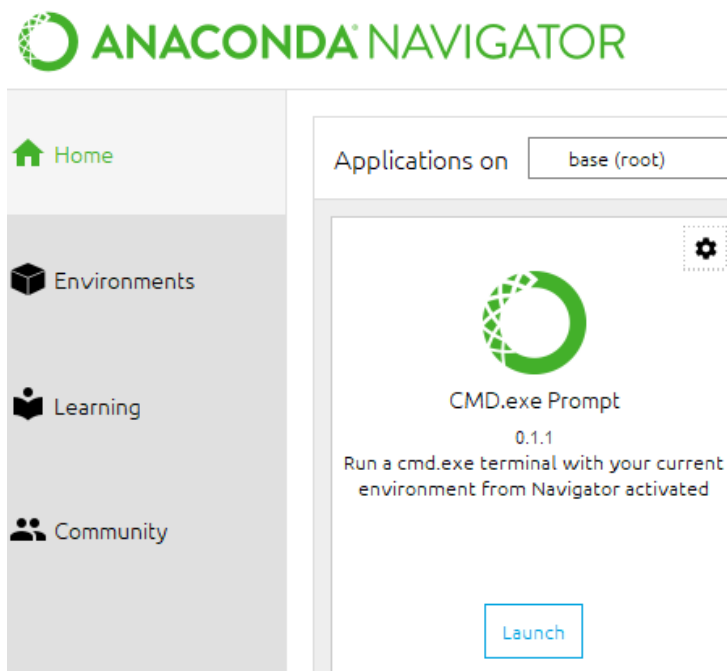 ANACONDA NAVIGATOR
Home
Applications on base (root)
Environments
CMD.exe Prompt
0.1.1
Run a cmd.exe terminal with your current
environment from Navigator activated
Learning
Community
Launch